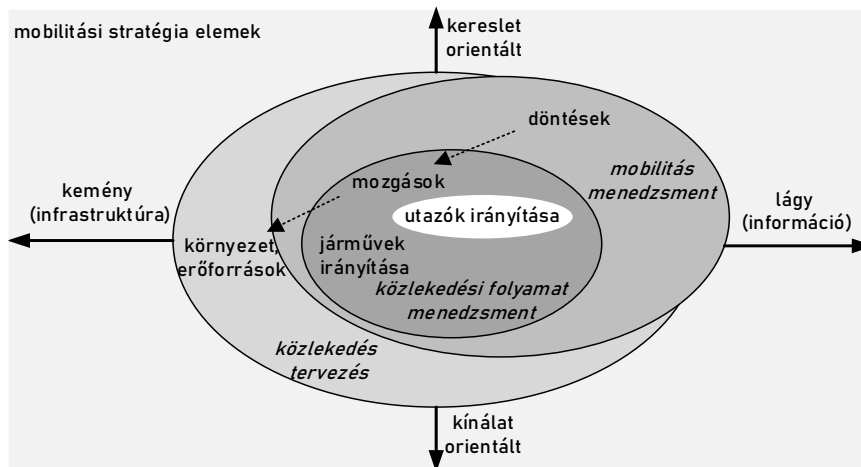 mobilitási stratégia elemek
kereslet
orientált
döntések
mobilitás
menedzsment
mozgások
kemény
(infrastruktúra)
utazók irányítása
lágy
(információ)
környezet,
erőforrások
járművek
irányítása
közlekedési folyamat
menedzsment
közlekedés
tervezés
kínálat
orientált